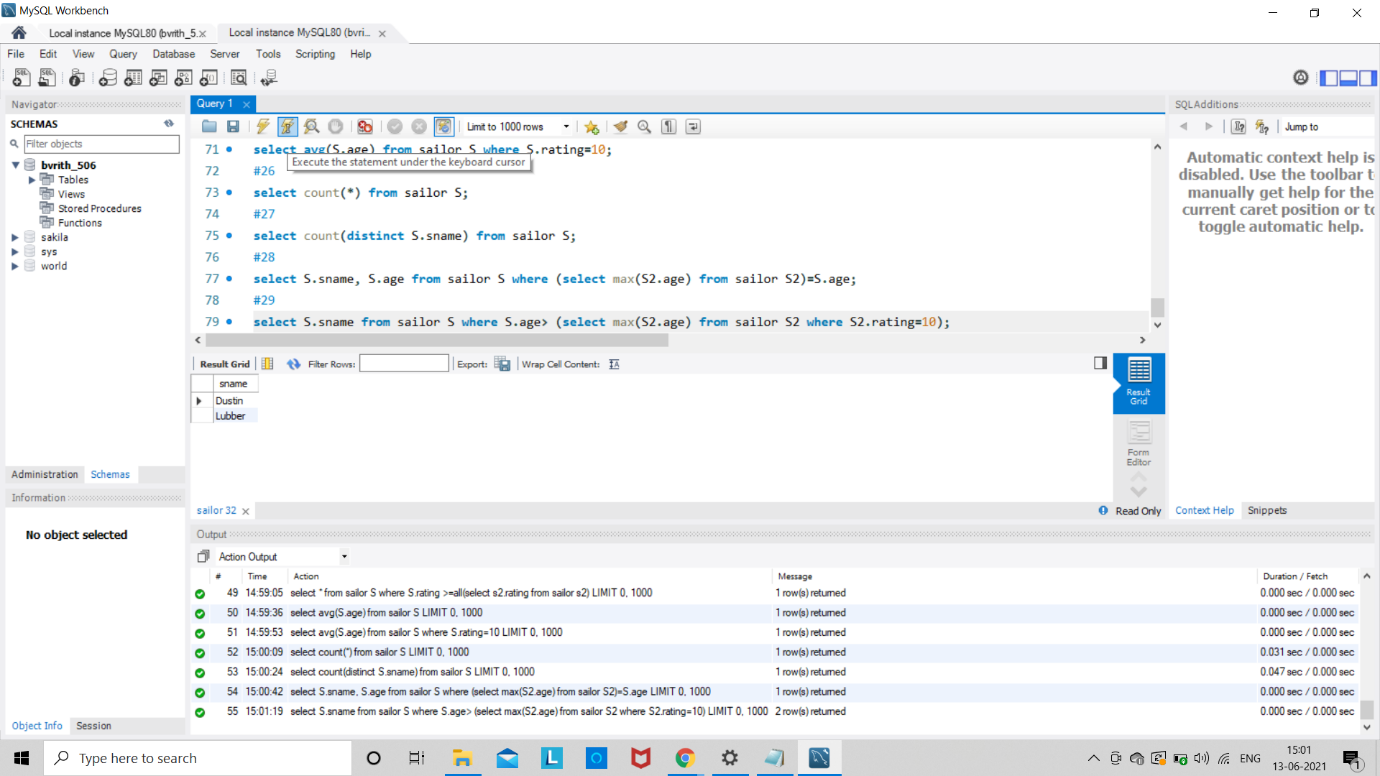 MySQL Workbench
Local instance MySQL80 (bvrith_5.x
Local instance MySQL80 (bvri... x
File Edit View Query Database Server Tools Scripting Help
Navigator
SCHEMAS
Filter objects
bvrith_506
Tables
Views
Stored Procedures
Functions
sakila
sys
world
Administration Schemas
Information
No object selected
Object Info Session
Query 1 x
Limit to 1000 rows
71 select avg(S.age) from sailor S where S.rating=10;
Execute the statement under the keyboard cursor
72 #26
73 select count(*) from sailor S;
74 #27
75 select count(distinct S.sname) from sailor S;
76 #28
77 select S.sname, S.age from sailor S where (select max(S2.age) from sailor S2)=S.age;
78 #29
79 select S.sname from sailor S where S.age> (select max(S2.age) from sailor S2 where S2.rating=10);
Result Grid Filter Rows: Export: Wrap Cell Content:
sname
Dustin
Lubber
Result
Grid
Form
Editor
sailor 32 x
Read Only
SQLAdditions
Jump to
Automatic context help is
disabled. Use the toolbar t
manually get help for the
current caret position or to
toggle automatic help.
Context Help Snippets
Output
Action Output
# Time Action Message Duration / Fetch
49 14:59:05 select * from sailor S where S.rating >=all(select s2.rating from sailor s2) LIMIT 0, 1000 1 row(s) returned 0.000 sec / 0.000 sec
50 14:59:36 select avg(S.age) from sailor S LIMIT 0, 1000 1 row(s) returned 0.000 sec / 0.000 sec
51 14:59:53 select avg(S.age) from sailor S where S.rating=10 LIMIT 0, 1000 1 row(s) returned 0.000 sec / 0.000 sec
52 15:00:09 select count(*) from sailor S LIMIT 0, 1000 1 row(s) returned 0.031 sec / 0.000 sec
53 15:00:24 select count(distinct S.sname) from sailor S LIMIT 0, 1000 1 row(s) returned 0.047 sec / 0.000 sec
54 15:00:42 select S.sname, S.age from sailor S where (select max(S2.age) from sailor S2)=S.age LIMIT 0, 1000 1 row(s) returned 0.000 sec / 0.000 sec
55 15:01:19 select S.sname from sailor S where S.age> (select max(S2.age) from sailor S2 where S2.rating=10) LIMIT 0, 1000 2 row(s) returned 0.000 sec / 0.000 sec
Type here to search
ENG
15:01
13-06-2021
1